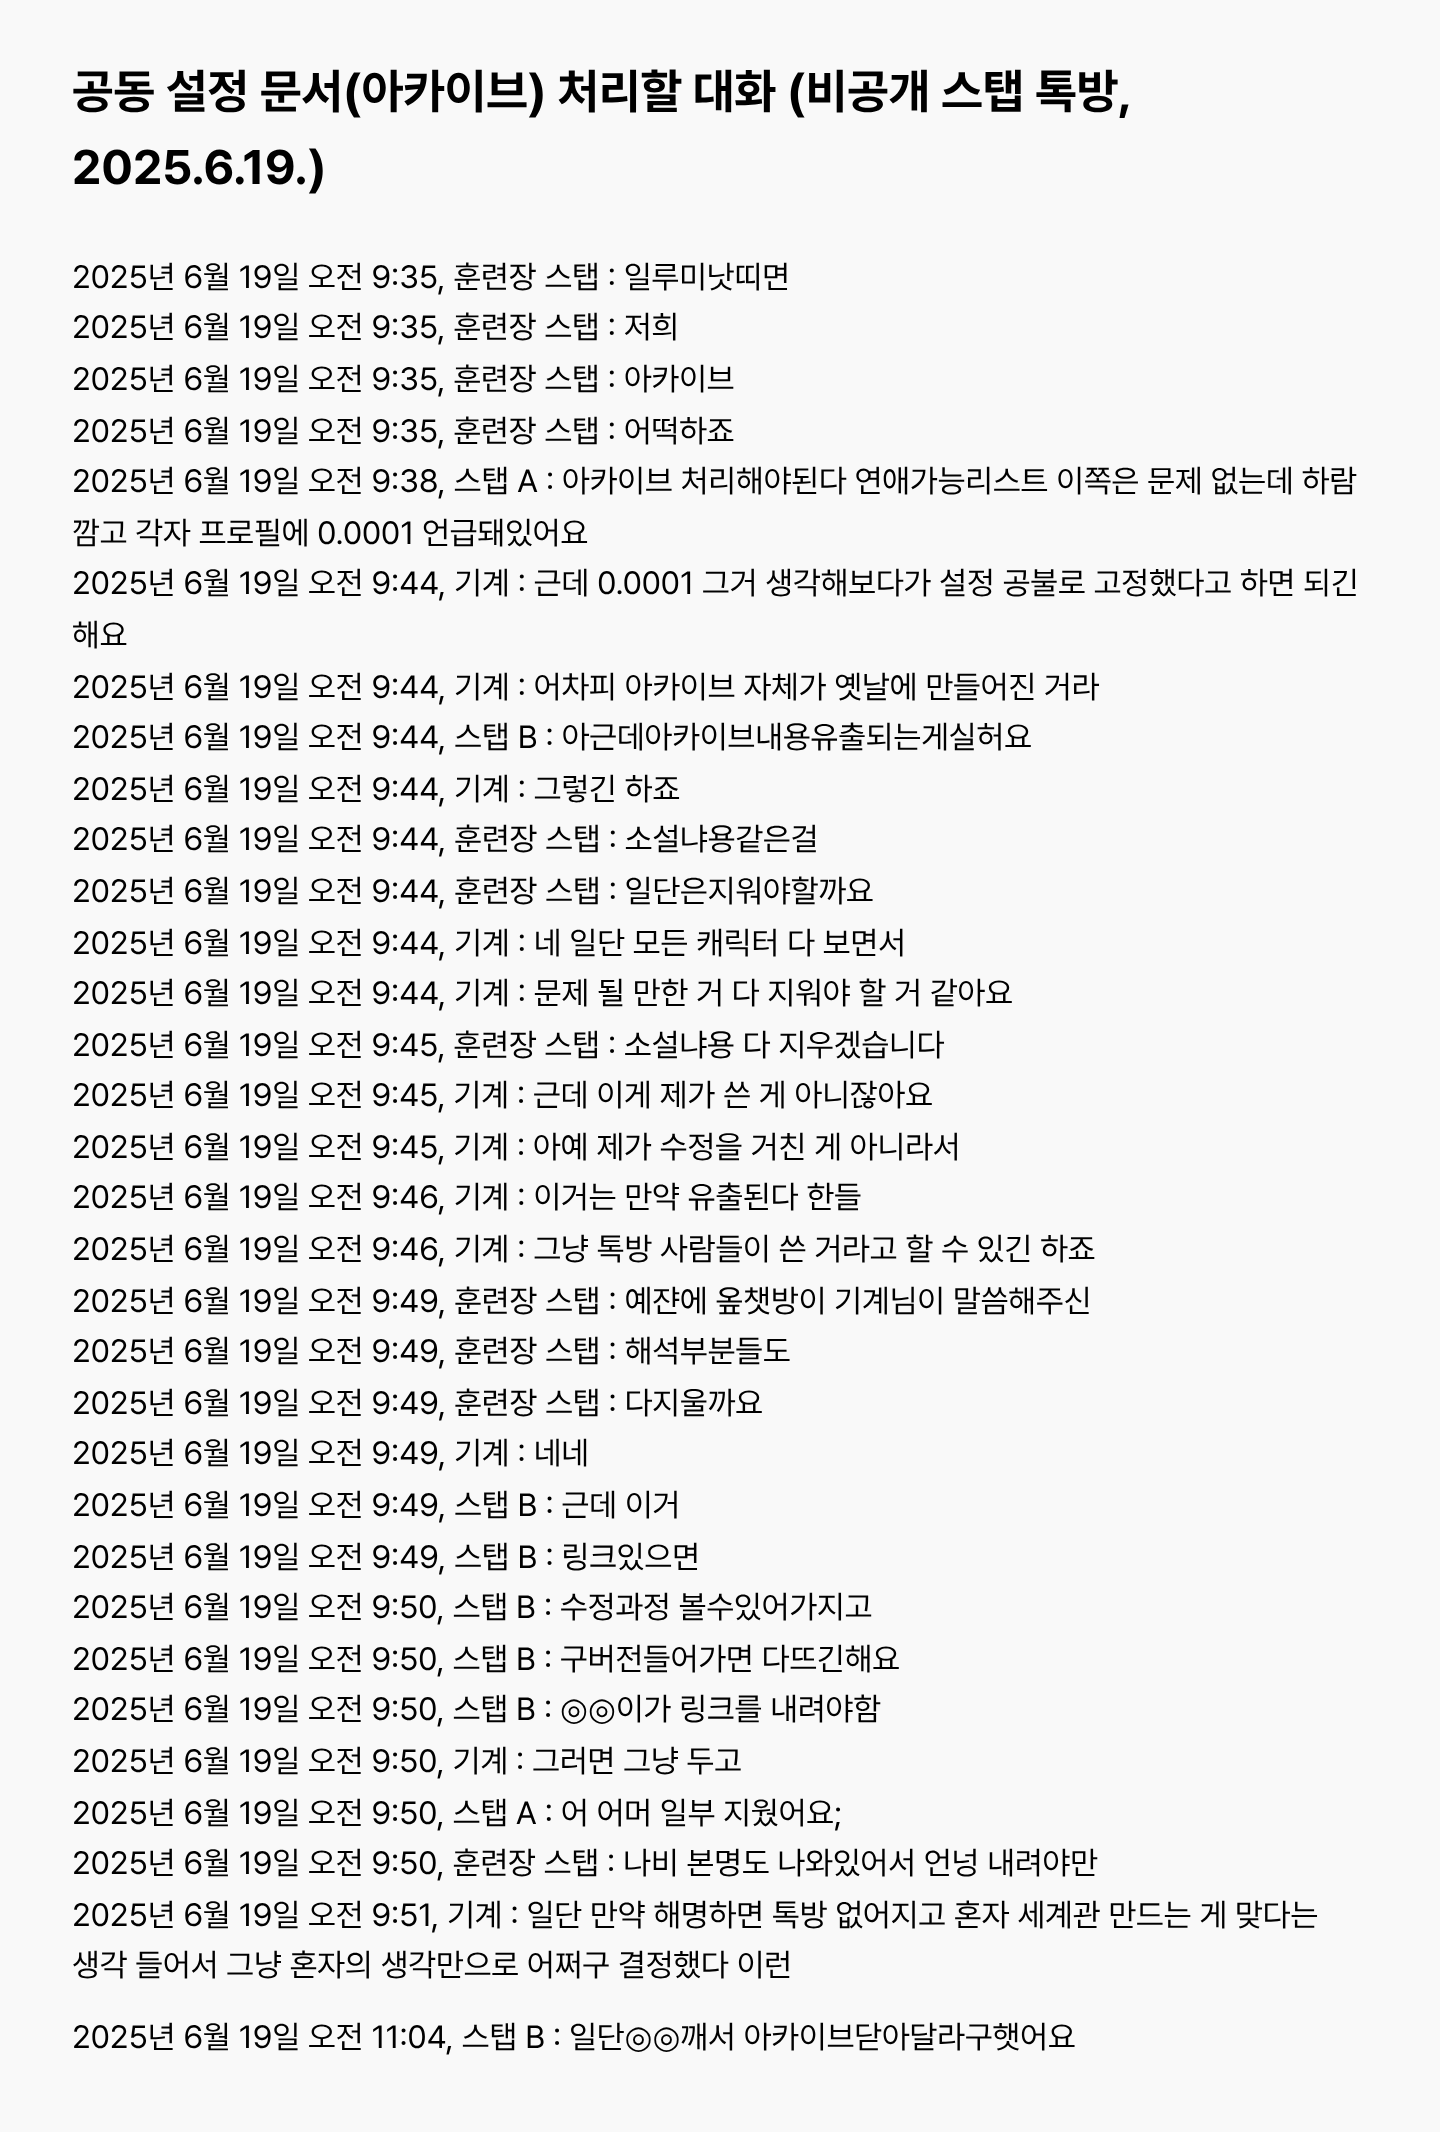 공동 설정 문서(아카이브) 처리할 대화 (비공개 스탭 톡방,
2025.6.19.)
2025년 6월 19일 오전 9:35, 훈련장 스탭 : 일루미낫띠면
2025년 6월 19일 오전 9:35, 훈련장 스탭 : 저희
2025년 6월 19일 오전 9:35, 훈련장 스탭 : 아카이브
2025년 6월 19일 오전 9:35, 훈련장 스탭 : 어떡하죠
2025년 6월 19일 오전 9:38, 스탭 A : 아카이브 처리해야된다 연애가능리스트 이쪽은 문제 없는데 하람
깜고 각자 프로필에 0.0001 언급돼있어요
2025년 6월 19일 오전 9:44, 기계 : 근데 0.0001 그거 생각해보다가 설정 공불로 고정했다고 하면 되긴
해요
2025년 6월 19일 오전 9:44, 기계 : 어차피 아카이브 자체가 옛날에 만들어진 거라
2025년 6월 19일 오전 9:44, 스탭 B : 아근데아카이브내용유출되는게실허요
2025년 6월 19일 오전 9:44, 기계 : 그렇긴 하죠
2025년 6월 19일 오전 9:44, 훈련장 스탭 : 소설냐용같은걸
2025년 6월 19일 오전 9:44, 훈련장 스탭 : 일단은지워야할까요
2025년 6월 19일 오전 9:44, 기계 : 네 일단 모든 캐릭터 다 보면서
2025년 6월 19일 오전 9:44, 기계 : 문제 될 만한 거 다 지워야 할 거 같아요
2025년 6월 19일 오전 9:45, 훈련장 스탭 : 소설냐용 다 지우겠습니다
2025년 6월 19일 오전 9:45, 기계 : 근데 이게 제가 쓴 게 아니잖아요
2025년 6월 19일 오전 9:45, 기계 : 아예 제가 수정을 거친 게 아니라서
2025년 6월 19일 오전 9:46, 기계 : 이거는 만약 유출된다 한들
2025년 6월 19일 오전 9:46, 기계 : 그냥 톡방 사람들이 쓴 거라고 할 수 있긴 하죠
2025년 6월 19일 오전 9:49, 훈련장 스탭 : 예쟌에 옾챗방이 기계님이 말씀해주신
2025년 6월 19일 오전 9:49, 훈련장 스탭 : 해석부분들도
2025년 6월 19일 오전 9:49, 훈련장 스탭 : 다지울까요
2025년 6월 19일 오전 9:49, 기계 : 네네
2025년 6월 19일 오전 9:49, 스탭 B : 근데 이거
2025년 6월 19일 오전 9:49, 스탭 B : 링크있으면
2025년 6월 19일 오전 9:50, 스탭 B : 수정과정 볼수있어가지고
2025년 6월 19일 오전 9:50, 스탭 B : 구버전들어가면 다뜨긴해요
2025년 6월 19일 오전 9:50, 스탭 B : ◎◎이가 링크를 내려야함
2025년 6월 19일 오전 9:50, 기계 : 그러면 그냥 두고
2025년 6월 19일 오전 9:50, 스탭 A : 어 어머 일부 지웠어요;
2025년 6월 19일 오전 9:50, 훈련장 스탭 : 나비 본명도 나와있어서 언넝 내려야만
2025년 6월 19일 오전 9:51, 기계 : 일단 만약 해명하면 톡방 없어지고 혼자 세계관 만드는 게 맞다는
생각 들어서 그냥 혼자의 생각만으로 어쩌구 결정했다 이런
2025년 6월 19일 오전 11:04, 스탭 B : 일단◎◎깨서 아카이브닫아달라구햇어요